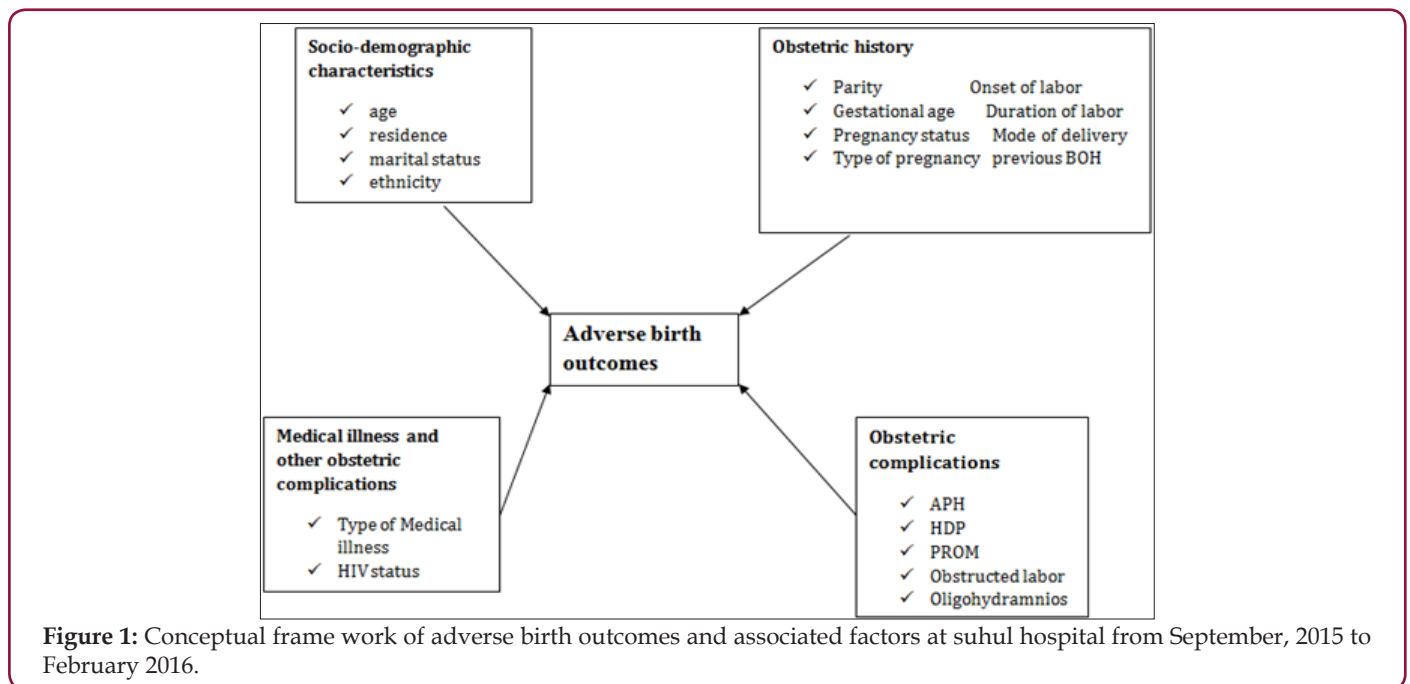 Socio-demographic
characteristics
✓ age
✓ residence
✓ marital status
✓ ethnicity
Obstetric history
✓ Parity Onset of labor
✓ Gestational age Duration of labor
✓ Pregnancy status Mode of delivery
✓ Type of pregnancy previous BOH
Adverse birth
outcomes
Medical illness and
other obstetric
complications
✓ Type of Medical
illness
✓ HIV status
Obstetric
complications
✓ APH
✓ HDP
✓ PROM
✓ Obstructed labor
✓ Oligohydramnios
Figure 1: Conceptual frame work of adverse birth outcomes and associated factors at suhul hospital from September, 2015 to
February 2016.